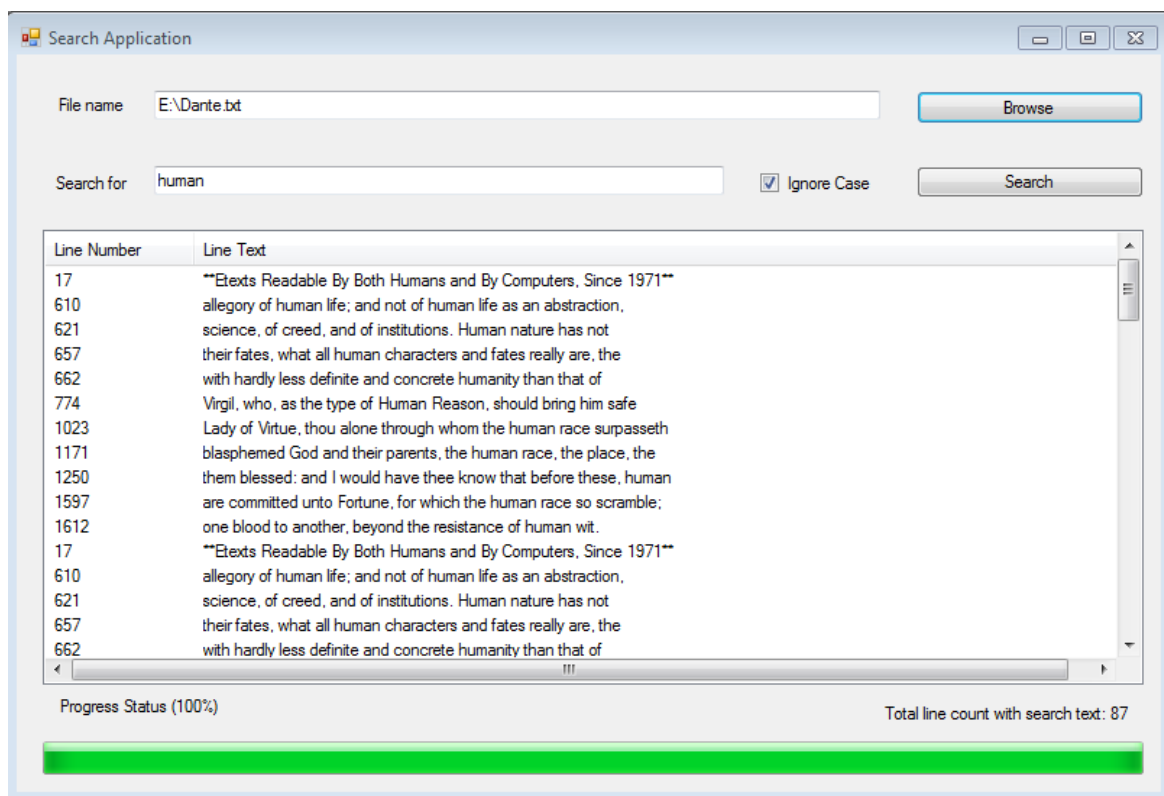 Search Application
File name E:\Dante.txt Browse
Search for human Ignore Case Search
Line Number Line Text
17 **Etexts Readable By Both Humans and By Computers, Since 1971**
610 allegory of human life; and not of human life as an abstraction,
621 science, of creed, and of institutions. Human nature has not
657 their fates, what all human characters and fates really are, the
662 with hardly less definite and concrete humanity than that of
774 Virgil, who, as the type of Human Reason, should bring him safe
1023 Lady of Virtue, thou alone through whom the human race surpasseth
1171 blasphemed God and their parents, the human race, the place, the
1250 them blessed: and I would have thee know that before these, human
1597 are committed unto Fortune, for which the human race so scramble;
1612 one blood to another, beyond the resistance of human wit.
17 **Etexts Readable By Both Humans and By Computers, Since 1971**
610 allegory of human life; and not of human life as an abstraction,
621 science, of creed, and of institutions. Human nature has not
657 their fates, what all human characters and fates really are, the
662 with hardly less definite and concrete humanity than that of
Progress Status (100%) Total line count with search text: 87